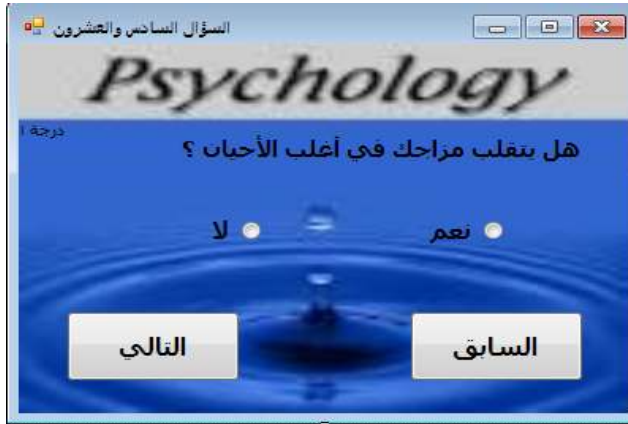 السؤال السادس والعشرون
Psychology
درجة ا
هل يتقلب مزاجك في أغلب الأحيان ؟
نعم لا
السابق التالي